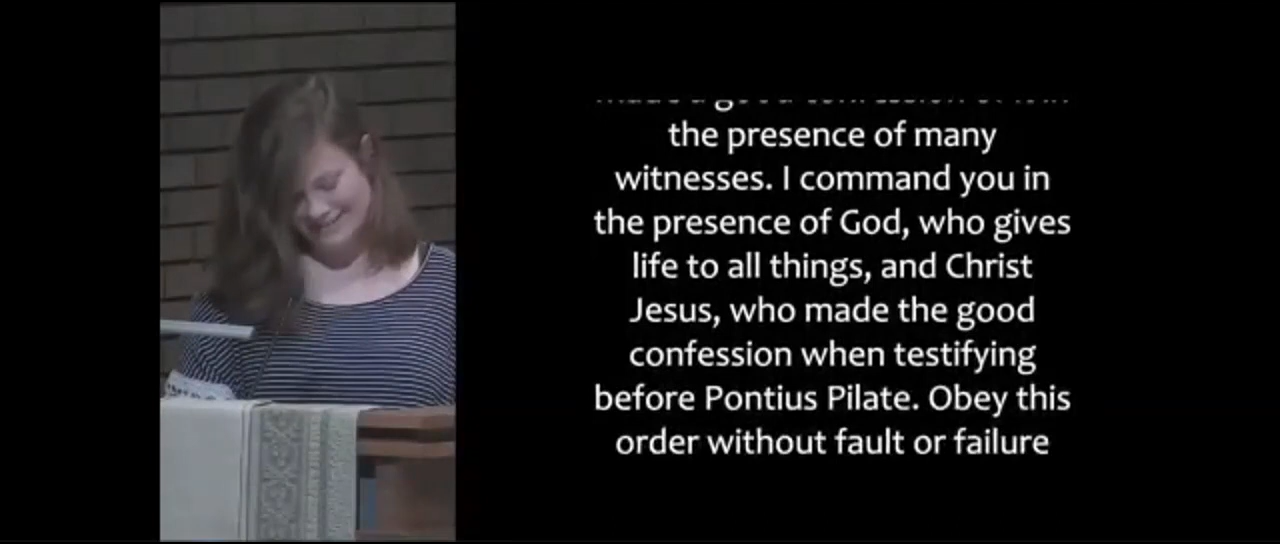 the presence of many
witnesses. I command you in
the presence of God, who gives
life to all things, and Christ
Jesus, who made the good
confession when testifying
before Pontius Pilate. Obey this
order without fault or failure